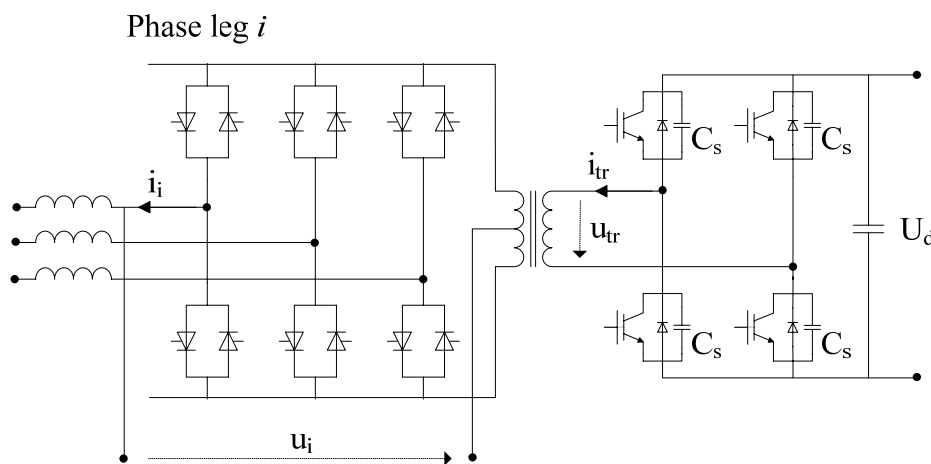 Phase leg i
i_i
i_tr
u_tr
C_s
C_s
U_d
C_s
C_s
u_i